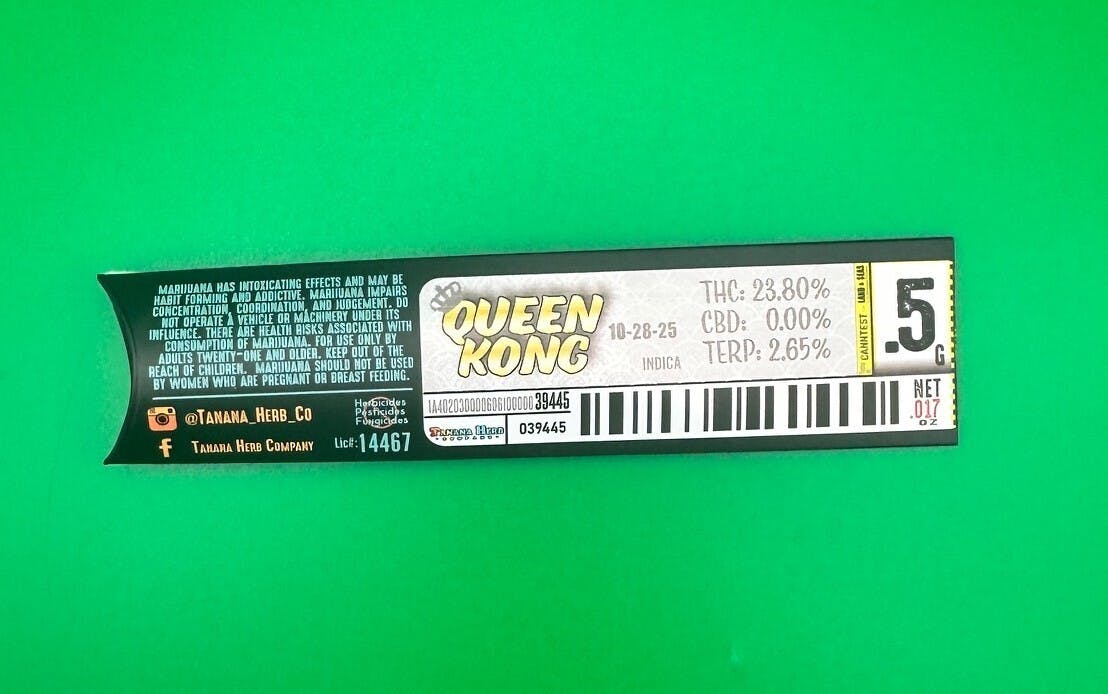 MARIJUANA HAS INTOXICATING EFFECTS AND MAY BE
HABIT FORMING AND ADDICTIVE. MARIJUANA IMPAIRS
CONCENTRATION, COORDINATION, AND JUDGEMENT. DO
NOT OPERATE A VEHICLE OR MACHINERY UNDER ITS
INFLUENCE. THERE ARE HEALTH RISKS ASSOCIATED WITH
CONSUMPTION OF MARIJUANA. FOR USE ONLY BY
ADULTS TWENTY-ONE AND OLDER. KEEP OUT OF THE
REACH OF CHILDREN. MARIJUANA SHOULD NOT BE USED
BY WOMEN WHO ARE PREGNANT OR BREAST FEEDING.
@TANANA_HERB_CO
TANANA HERB COMPANY
Herbicides
Pesticides
Fungicides
Lic#: 14467
QUEEN
KONG
10-28-25
INDICA
THC: 23.80%
CBD: 0.00%
TERP: 2.65%
CANNTEST
.5
G
39445
TANANA HERB
COMPANY
039445
NET
.017
OZ